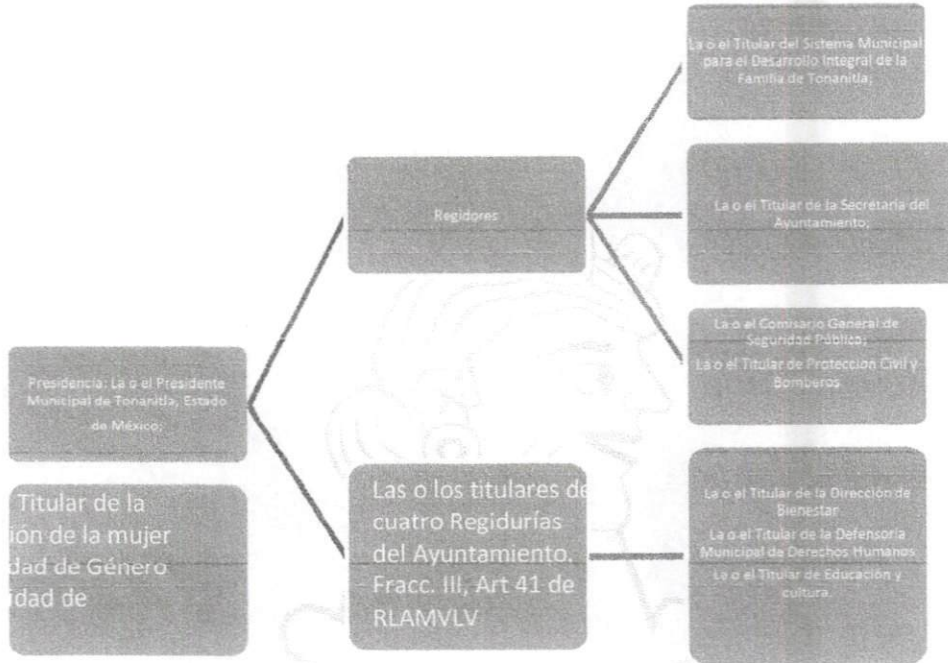 La o el Titular del Sistema Municipal
para el Desarrollo Integral de la
Familia de Tonanitla;
Regidores
La o el Titular de la Secretaría del
Ayuntamiento;
La o el Comisario General de
Seguridad Pública;
La o el Titular de Protección Civil y
Bomberos
Presidencia: La o el Presidente
Municipal de Tonanitla, Estado
de México;
Titular de la
ión de la mujer
dad de Género
idad de
Las o los titulares de
cuatro Regidurías
del Ayuntamiento.
Fracc. III, Art 41 de
RLAMVLV
La o el Titular de la Dirección de
Bienestar
La o el Titular de la Defensoría
Municipal de Derechos Humanos
La o el Titular de Educación y
cultura.